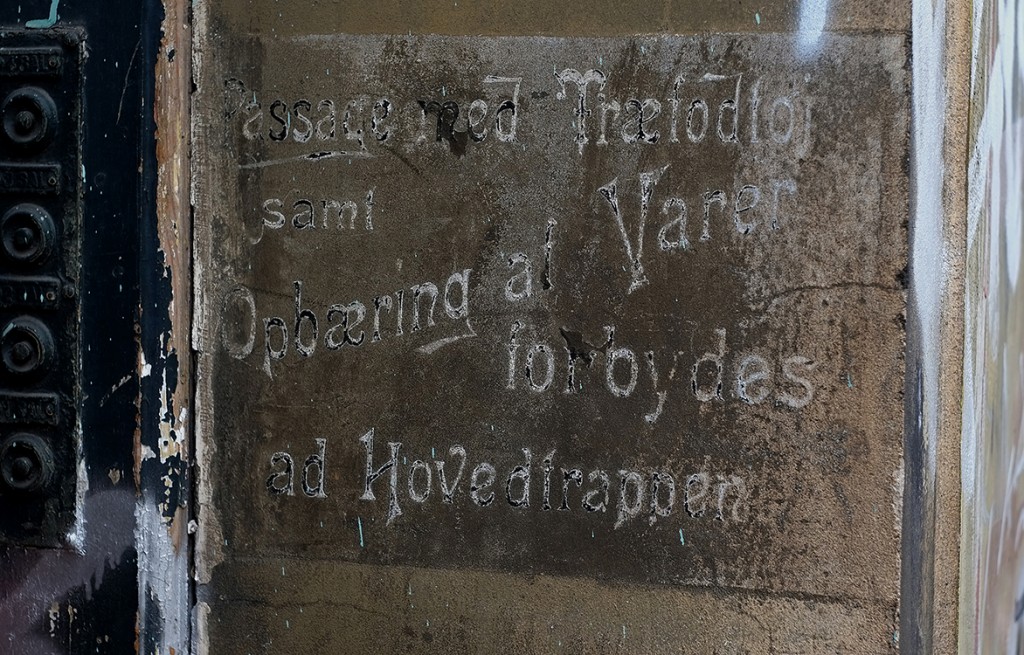 Passage med Træfodtøj
samt
Opbæring af Varer
forbydes
ad Hovedtrappen